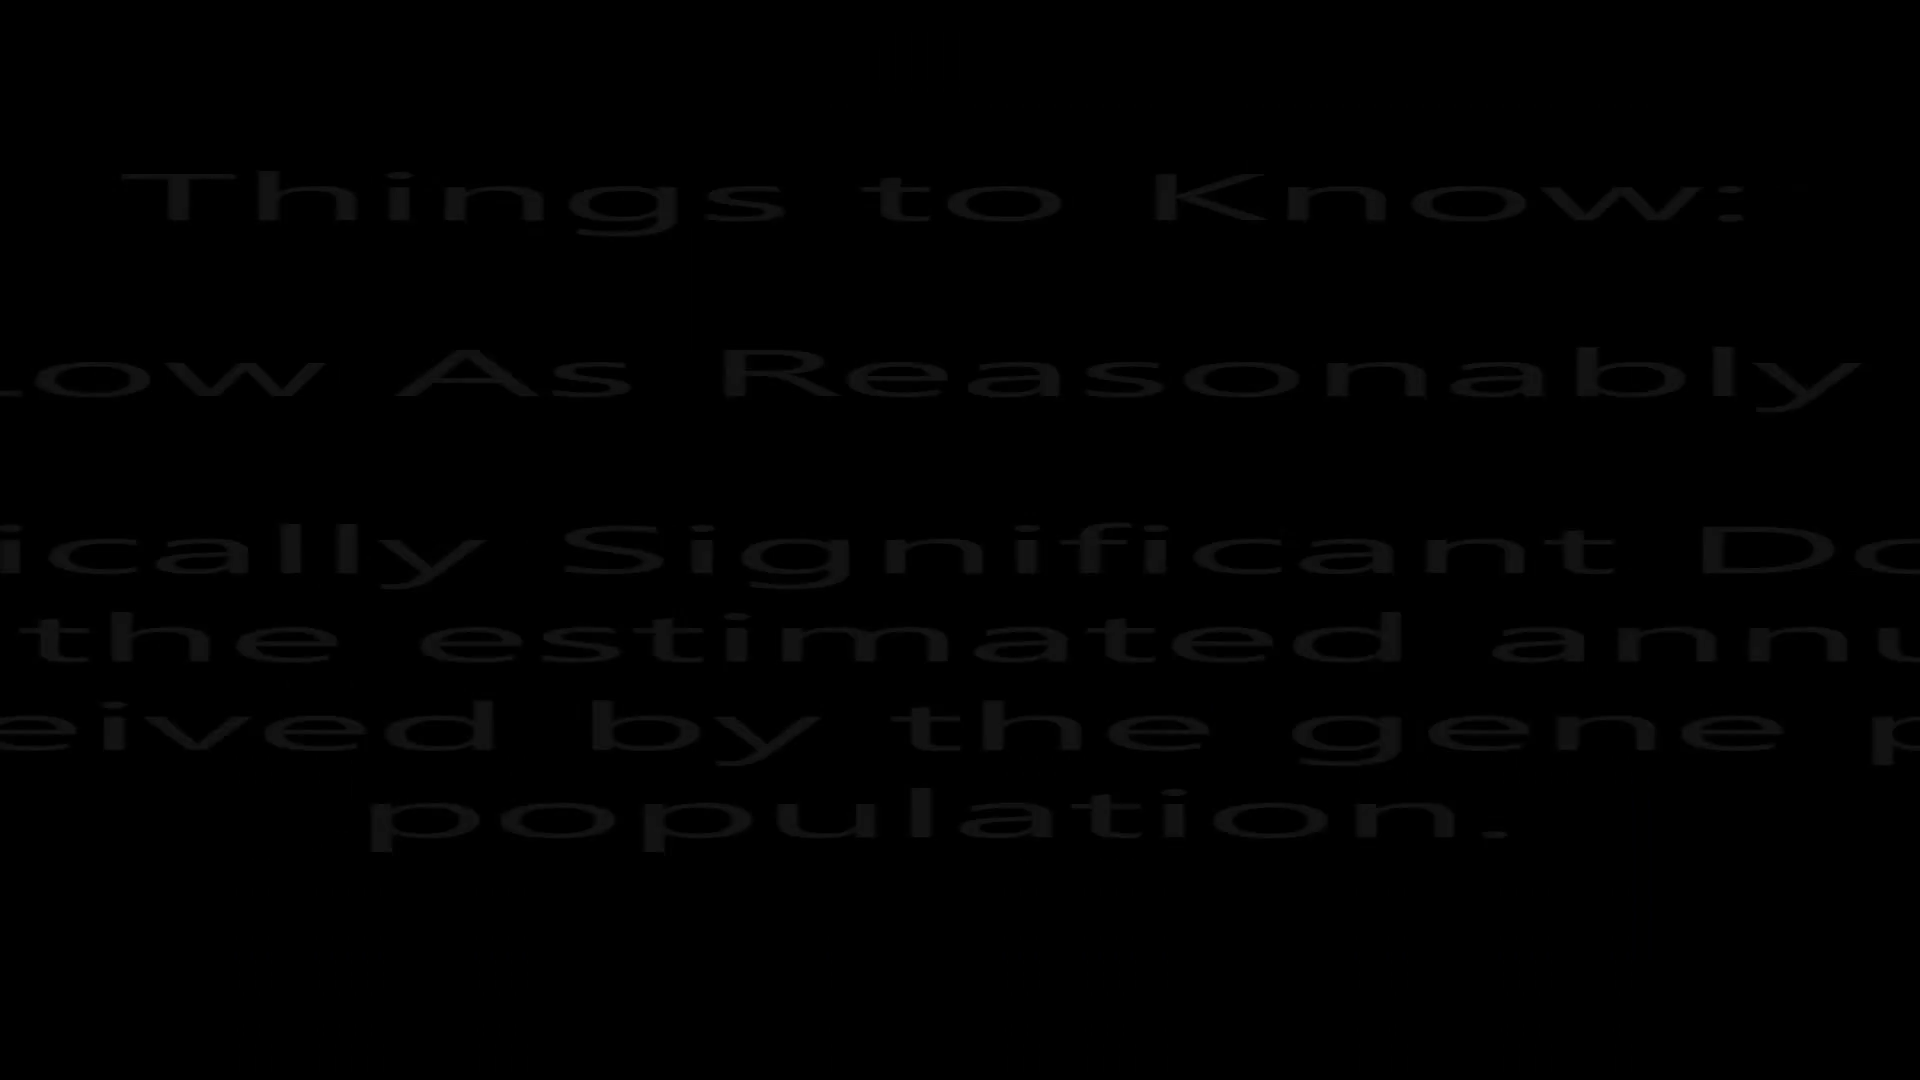 Things to Know:
Low As Reasonably
ically Significant Do
the estimated annu
eived by the gene p
population.